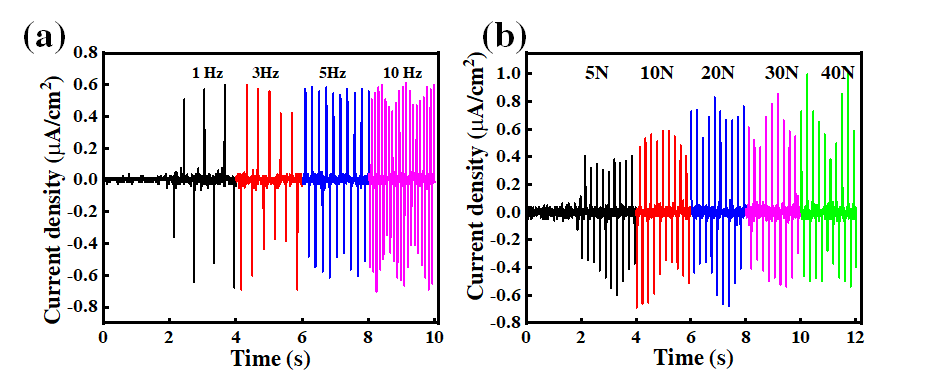 (a)
Current density (μA/cm²)
0.8
0.6
0.4
0.2
0.0
-0.2
-0.4
-0.6
-0.8
1 Hz 3Hz 5Hz 10 Hz
0 2 4 6 8 10
Time (s)
(b)
Current density (μA/cm²)
1.0
0.8
0.6
0.4
0.2
0.0
-0.2
-0.4
-0.6
-0.8
5N 10N 20N 30N 40N
0 2 4 6 8 10 12
Time (s)